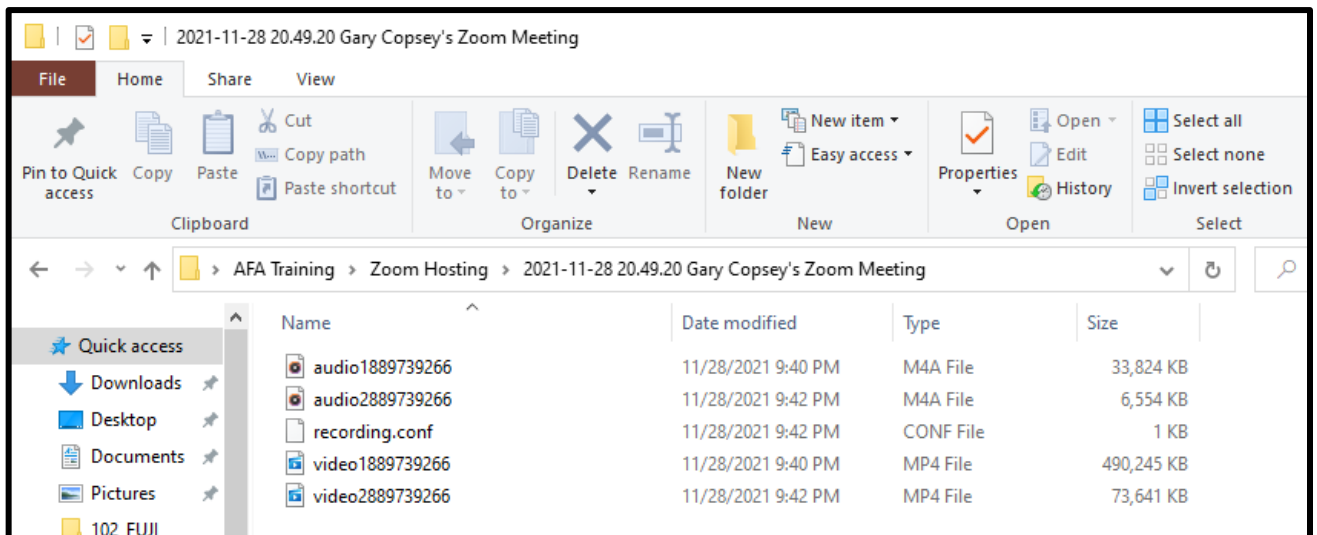 2021-11-28 20.49.20 Gary Copsey's Zoom Meeting
File Home Share View
Pin to Quick access
Copy
Paste
Cut
Copy path
Paste shortcut
Clipboard
Move to
Copy to
Delete
Rename
Organize
New folder
New item
Easy access
New
Properties
Open
Edit
History
Open
Select all
Select none
Invert selection
Select
AFA Training > Zoom Hosting > 2021-11-28 20.49.20 Gary Copsey's Zoom Meeting
Quick access
Downloads
Desktop
Documents
Pictures
102_FUJI
Name Date modified Type Size
audio1889739266 11/28/2021 9:40 PM M4A File 33,824 KB
audio2889739266 11/28/2021 9:42 PM M4A File 6,554 KB
recording.conf 11/28/2021 9:42 PM CONF File 1 KB
video1889739266 11/28/2021 9:40 PM MP4 File 490,245 KB
video2889739266 11/28/2021 9:42 PM MP4 File 73,641 KB